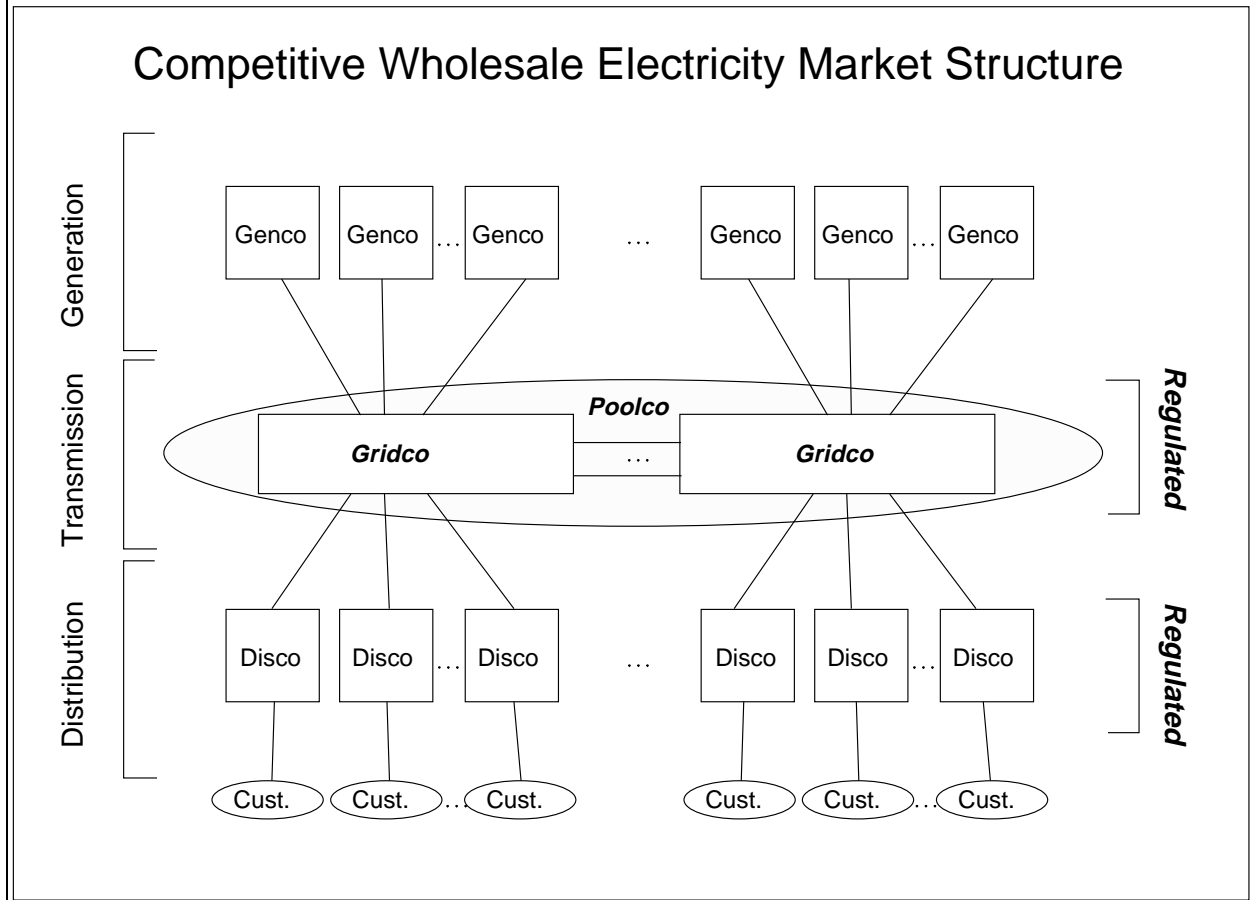 Competitive Wholesale Electricity Market Structure
Generation
Genco Genco ... Genco ... Genco Genco ... Genco
Transmission
Poolco
Gridco ... Gridco
Regulated
Distribution
Disco Disco ... Disco ... Disco Disco ... Disco
Regulated
Cust. Cust. ... Cust. Cust. Cust. ... Cust.